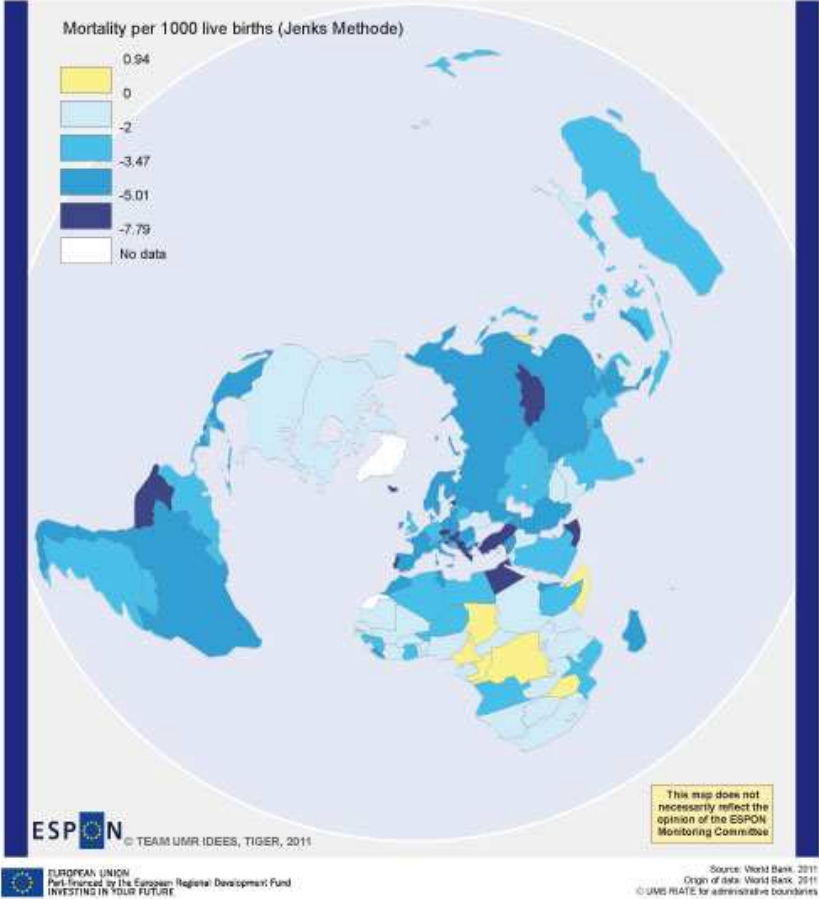 Mortality per 1000 live births (Jenks Methode)
0.94
0
-2
-3.47
-5.01
-7.79
No data
This map does not
necessarily reflect the
opinion of the ESPON
Monitoring Committee
ESPON © TEAM UMR IDEES, TIGER, 2011
EUROPEAN UNION
Part-financed by the European Regional Development Fund
INVESTING IN YOUR FUTURE
Source: World Bank, 2011
Origin of data: World Bank, 2011
© UMS RIATE for administrative boundaries